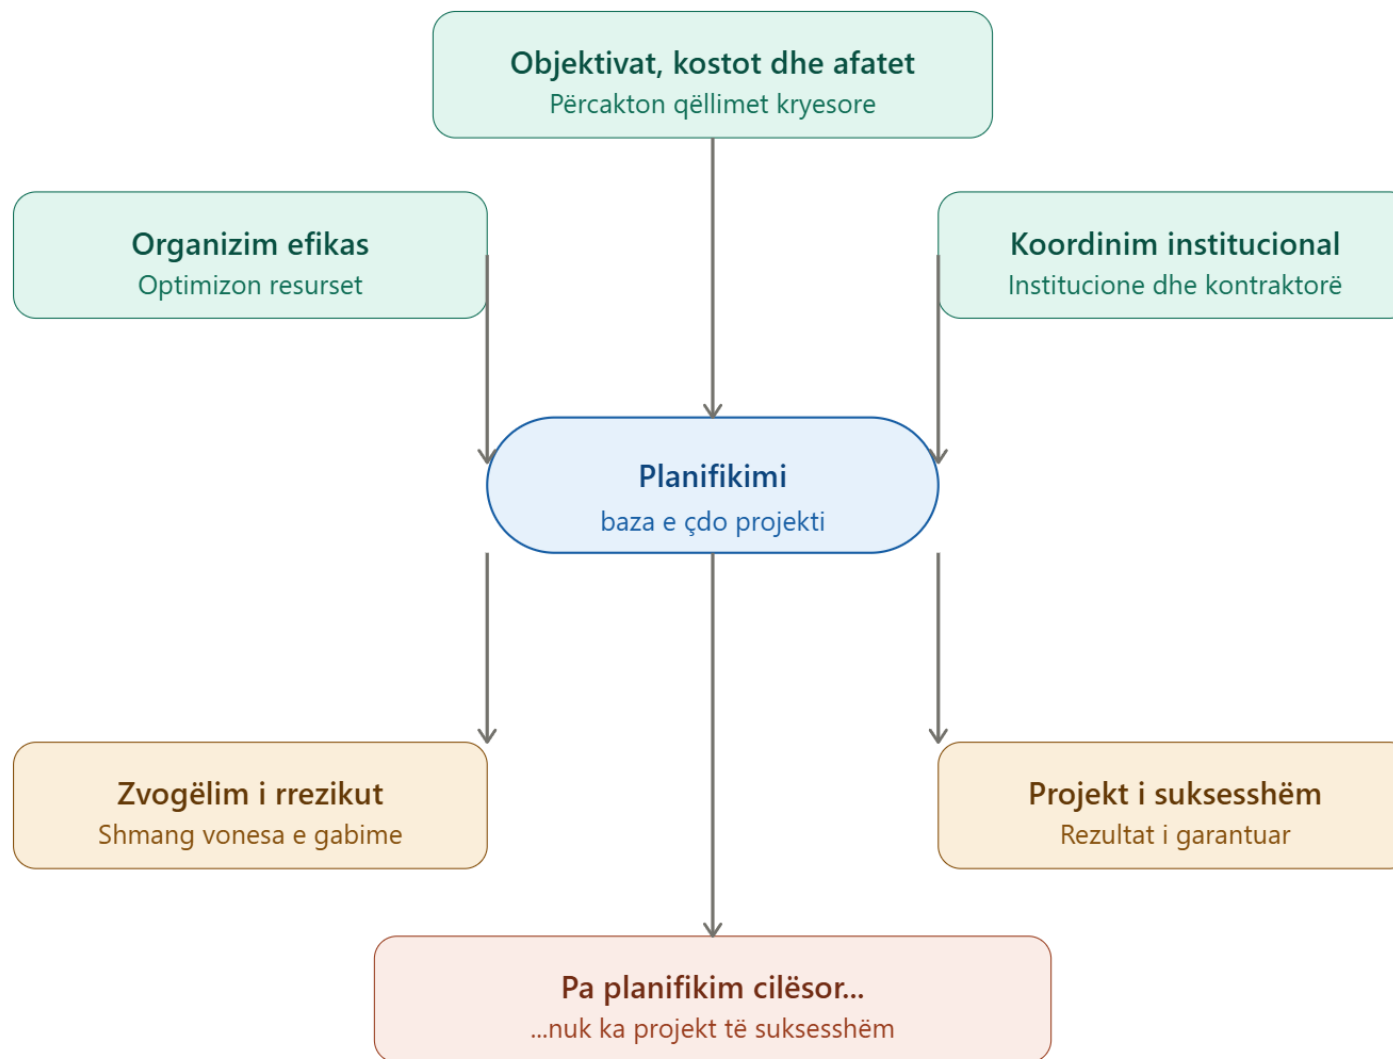 Objektivat, kostot dhe afatet
Përcakton qëllimet kryesore
Organizim efikas
Optimizon resurset
Koordinim institucional
Institucione dhe kontraktorë
Planifikimi
baza e çdo projekti
Zvogëlim i rrezikut
Shmang vonesa e gabime
Projekt i suksesshëm
Rezultat i garantuar
Pa planifikim cilësor...
...nuk ka projekt të suksesshëm